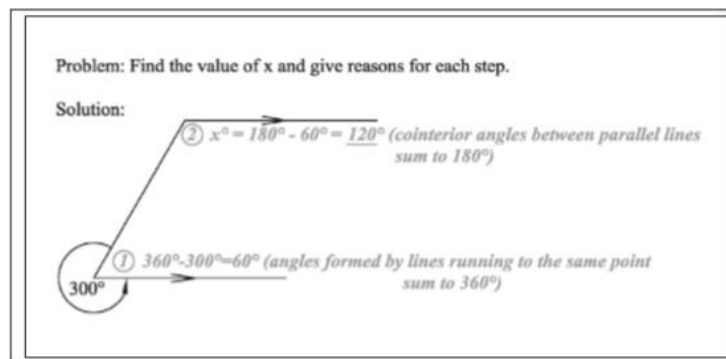 Problem: Find the value of x and give reasons for each step.
Solution:
② x° = 180° - 60° = 120° (cointerior angles between parallel lines
sum to 180°)
① 360°-300°=60° (angles formed by lines running to the same point
sum to 360°)
300°